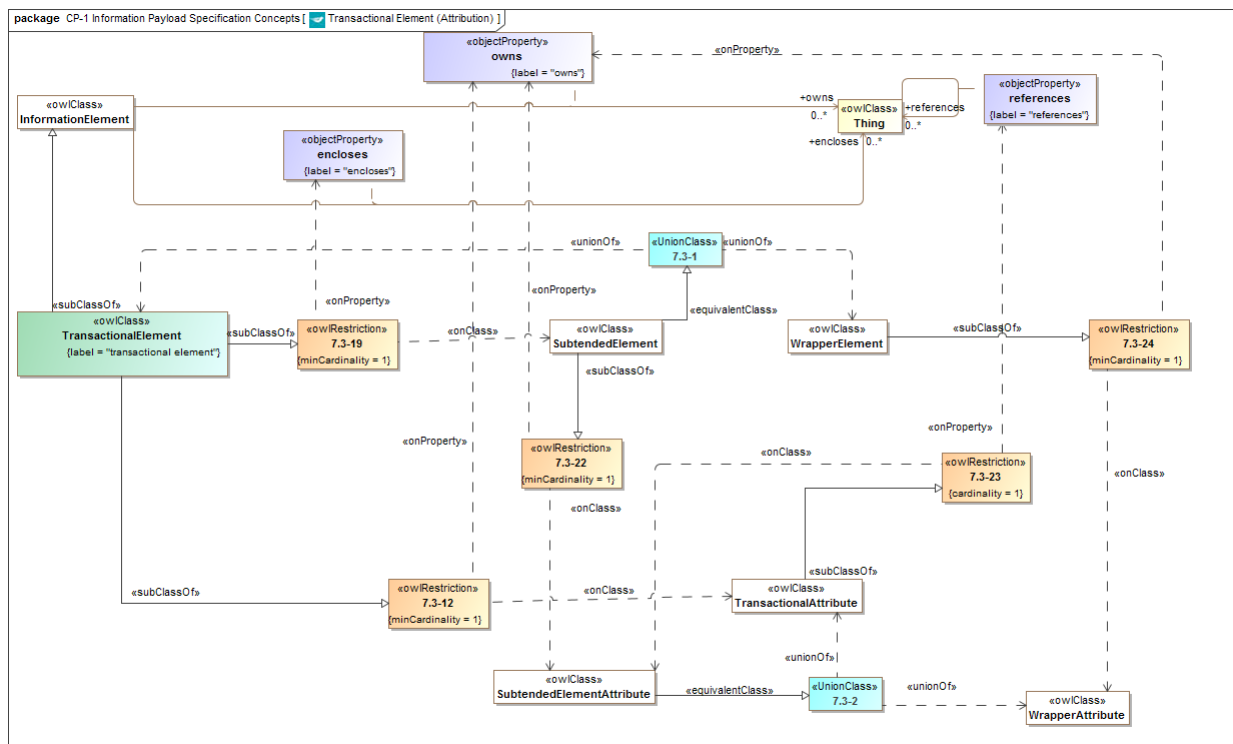 package CP-1 Information Payload Specification Concepts [ Transactional Element (Attribution) ]
«objectProperty»
owns
{label = "owns"}
«onProperty»
«objectProperty»
references
{label = "references"}
«owlClass»
InformationElement
+owns
0..*
«owlClass»
Thing
+references
0..*
+encloses
0..*
«objectProperty»
encloses
{label = "encloses"}
«unionOf»
«UnionClass»
7.3-1
«unionOf»
«subClassOf»
«onProperty»
«onProperty»
«equivalentClass»
«owlClass»
TransactionalElement
{label = "transactional element"}
«subClassOf»
«owlRestriction»
7.3-19
{minCardinality = 1}
«onClass»
«owlClass»
SubtendedElement
«owlClass»
WrapperElement
«subClassOf»
«owlRestriction»
7.3-24
{minCardinality = 1}
«subClassOf»
«onProperty»
«onProperty»
«owlRestriction»
7.3-22
{minCardinality = 1}
«onClass»
«owlRestriction»
7.3-23
{cardinality = 1}
«onClass»
«onClass»
«subClassOf»
«subClassOf»
«owlRestriction»
7.3-12
{minCardinality = 1}
«onClass»
«owlClass»
TransactionalAttribute
«unionOf»
«owlClass»
SubtendedElementAttribute
«equivalentClass»
«UnionClass»
7.3-2
«unionOf»
«owlClass»
WrapperAttribute